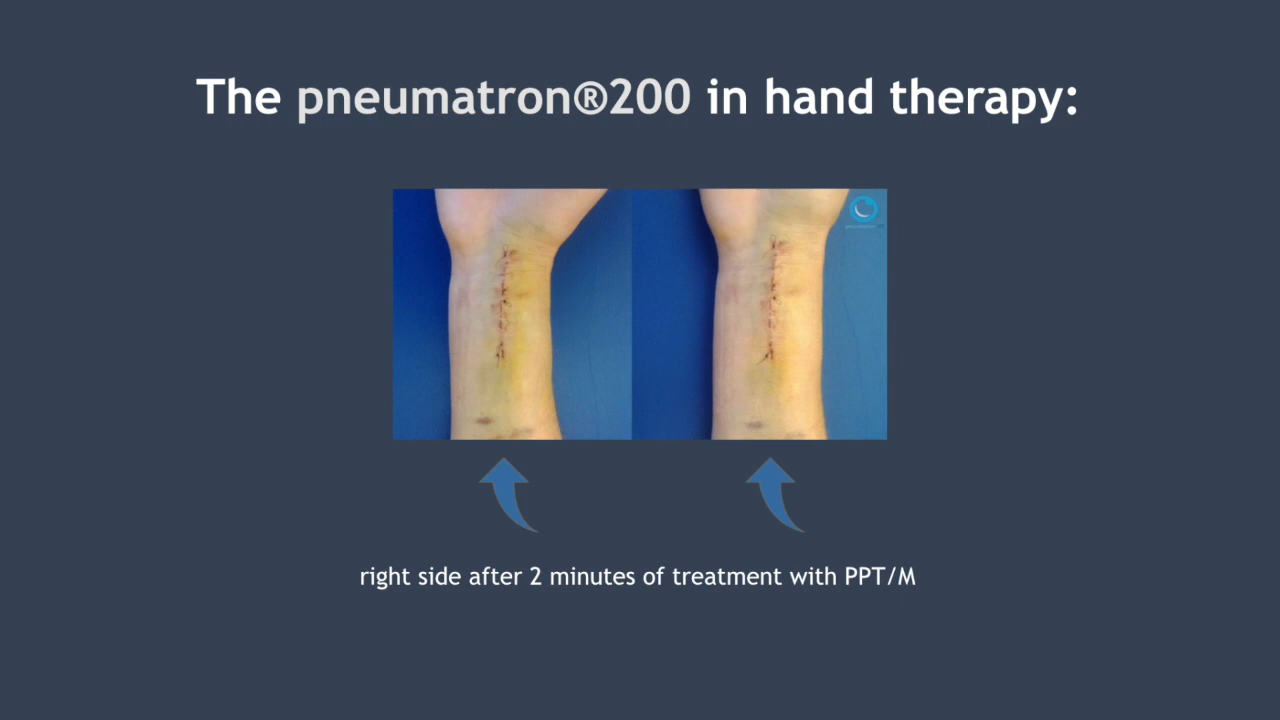 The pneumatron®200 in hand therapy:
right side after 2 minutes of treatment with PPT/M